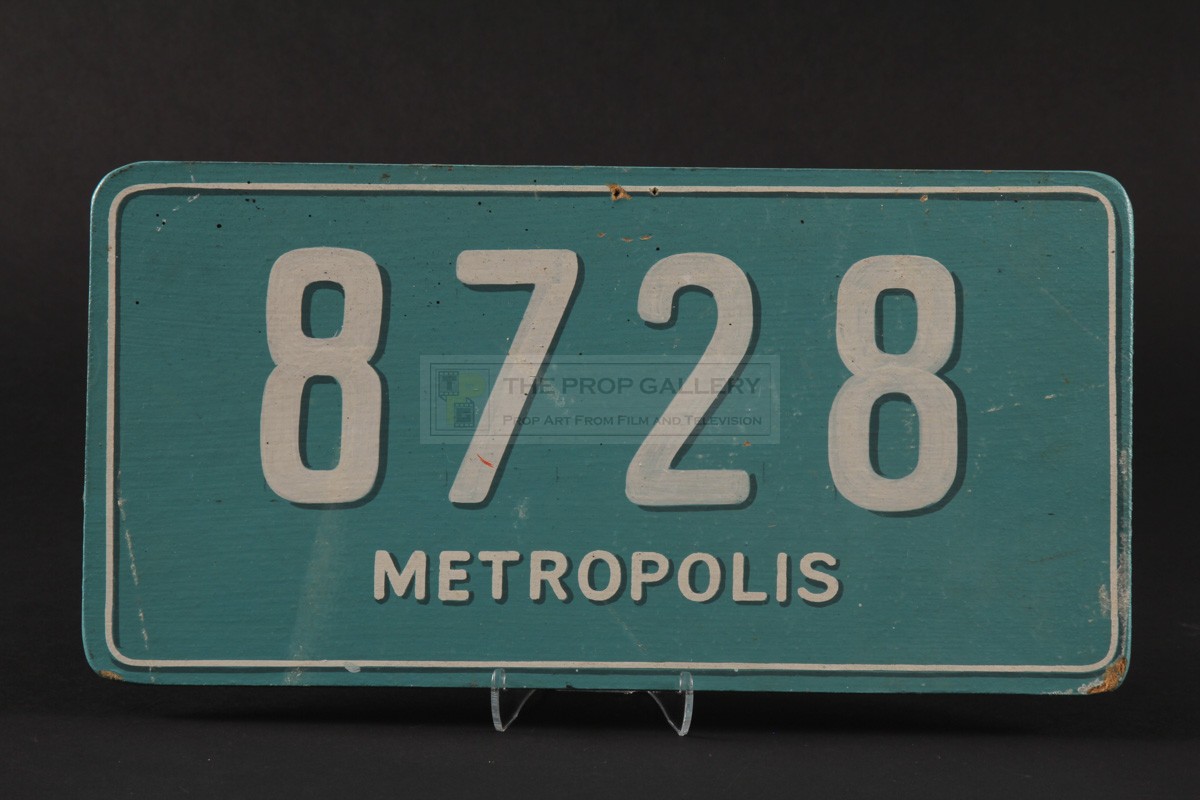 8728
THE PROP GALLERY
PROP ART FROM FILM AND TELEVISION
METROPOLIS